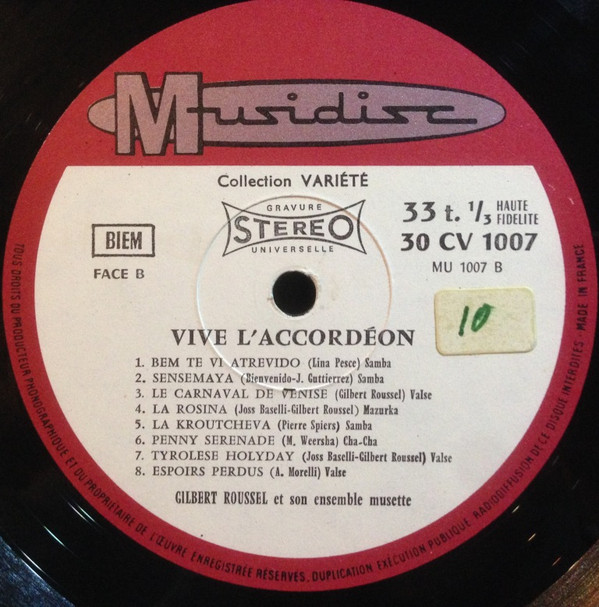 Musidisc
Collection VARIÉTÉ
GRAVURE
STEREO
UNIVERSELLE
BIEM
FACE B
33 t. 1/3 HAUTE FIDELITE
30 CV 1007
MU 1007 B
10
VIVE L'ACCORDÉON
1. BEM TE VI ATREVIDO (Lina Pesce) Samba
2. SENSEMAYA (Bienvenido-J. Guttierrez) Samba
3. LE CARNAVAL DE VENISE (Gilbert Roussel) Valse
4. LA ROSINA (Joss Baselli-Gilbert Roussel) Mazurka
5. LA KROUTCHEVA (Pierre Spiers) Samba
6. PENNY SERENADE (M. Weersha) Cha-Cha
7. TYROLESE HOLYDAY (Joss Baselli-Gilbert Roussel) Valse
8. ESPOIRS PERDUS (A. Morelli) Valse
GILBERT ROUSSEL et son ensemble musette
TOUS DROITS DU PRODUCTEUR PHONOGRAPHIQUE ET DU PROPRIÉTAIRE DE L'ŒUVRE ENREGISTRÉE RÉSERVÉS, DUPLICATION EXÉCUTION PUBLIQUE, RADIODIFFUSION DE CE DISQUE INTERDITES - MADE IN FRANCE